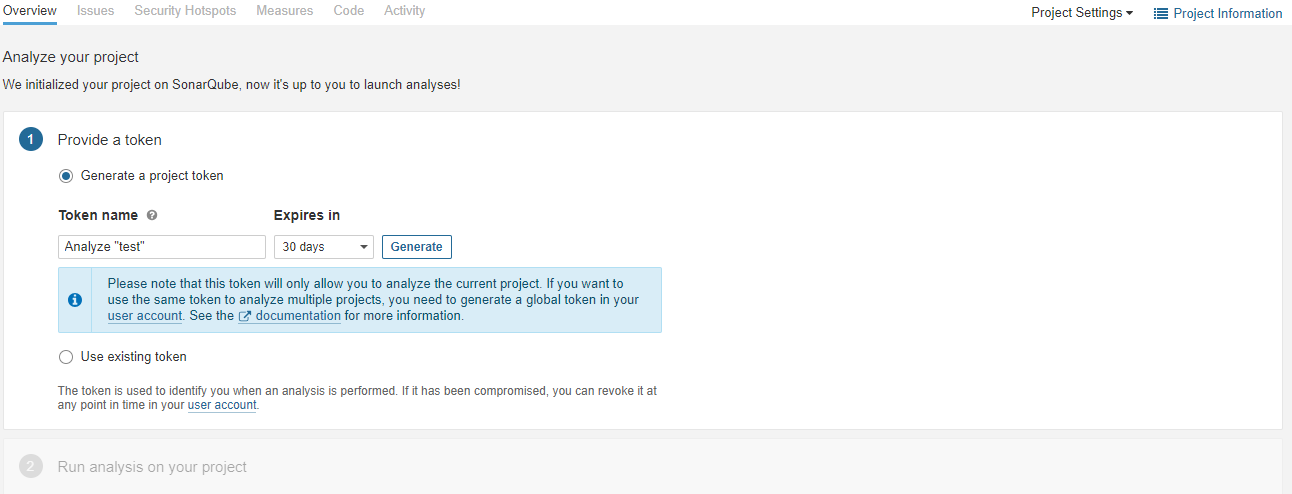 Overview Issues Security Hotspots Measures Code Activity Project Settings Project Information
Analyze your project
We initialized your project on SonarQube, now it's up to you to launch analyses!
1 Provide a token
Generate a project token
Token name ? Expires in
Analyze "test" 30 days Generate
Please note that this token will only allow you to analyze the current project. If you want to
use the same token to analyze multiple projects, you need to generate a global token in your
user account. See the documentation for more information.
Use existing token
The token is used to identify you when an analysis is performed. If it has been compromised, you can revoke it at
any point in time in your user account.
2 Run analysis on your project